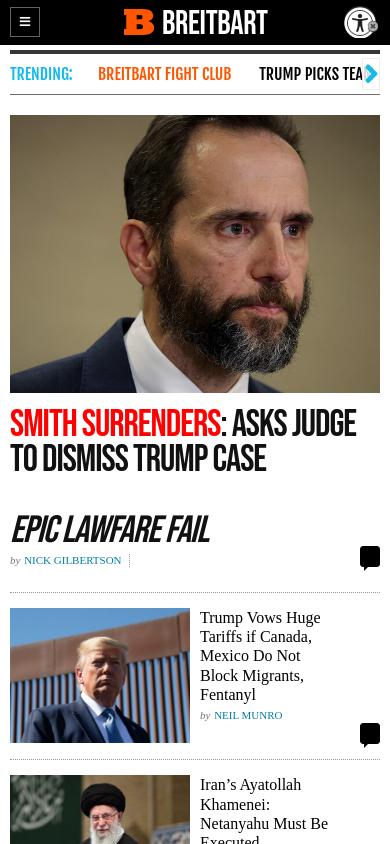 B BREITBART
TRENDING: BREITBART FIGHT CLUB TRUMP PICKS TEA
SMITH SURRENDERS: ASKS JUDGE
TO DISMISS TRUMP CASE
EPIC LAWFARE FAIL
by NICK GILBERTSON
Trump Vows Huge
Tariffs if Canada,
Mexico Do Not
Block Migrants,
Fentanyl
by NEIL MUNRO
Iran’s Ayatollah
Khamenei:
Netanyahu Must Be
Executed